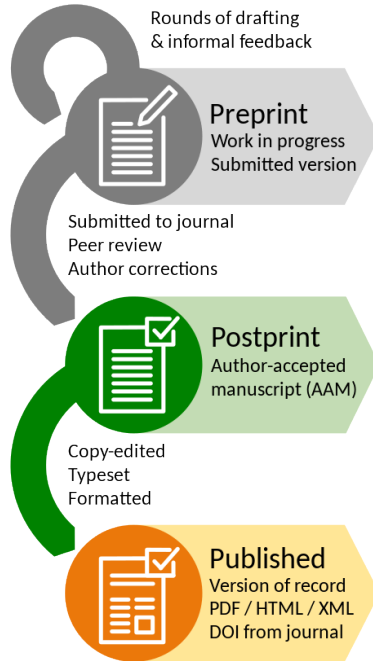 Rounds of drafting
& informal feedback
Preprint
Work in progress
Submitted version
Submitted to journal
Peer review
Author corrections
Postprint
Author-accepted
manuscript (AAM)
Copy-edited
Typeset
Formatted
Published
Version of record
PDF / HTML / XML
DOI from journal